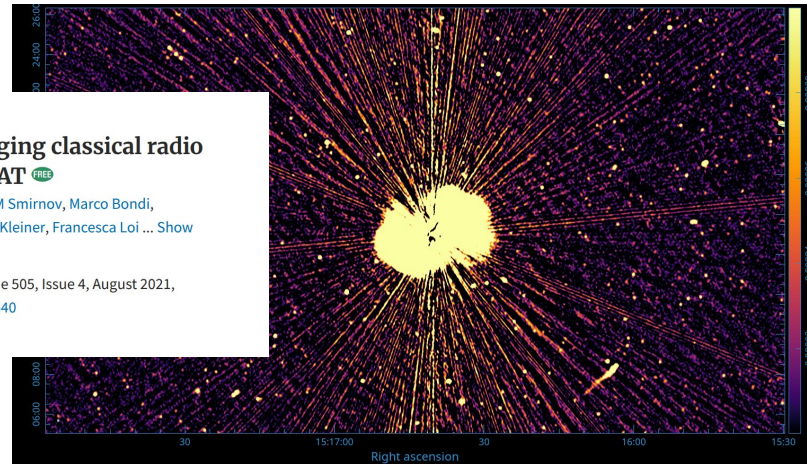 ging classical radio
AT FREE
M Smirnov, Marco Bondi,
Kleiner, Francesca Loi ... Show
e 505, Issue 4, August 2021,
40
26:00
24:00
08:00
06:00
30
15:17:00
30
16:00
15:30
Right ascension